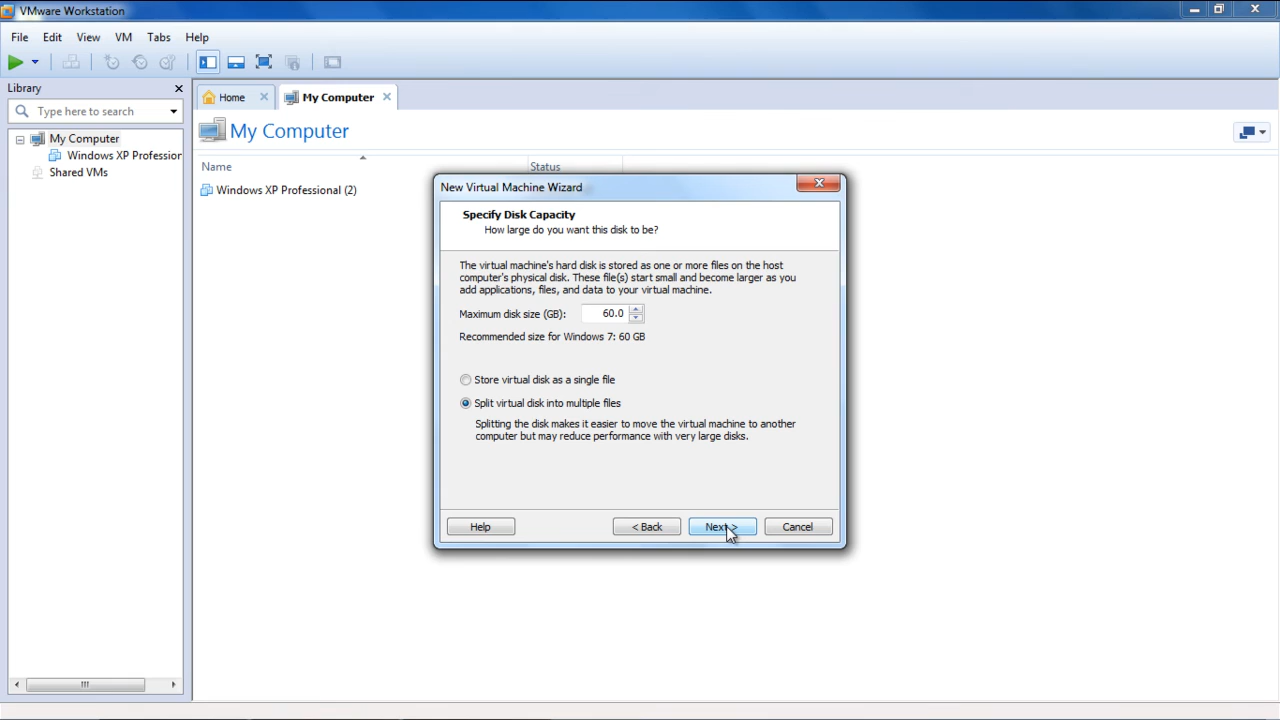 VMware Workstation
File Edit View VM Tabs Help
Library
Type here to search
My Computer
Windows XP Profession
Shared VMs
Home
My Computer
My Computer
Name Status
Windows XP Professional (2)
New Virtual Machine Wizard
Specify Disk Capacity
How large do you want this disk to be?
The virtual machine's hard disk is stored as one or more files on the host
computer's physical disk. These file(s) start small and become larger as you
add applications, files, and data to your virtual machine.
Maximum disk size (GB): 60.0
Recommended size for Windows 7: 60 GB
Store virtual disk as a single file
Split virtual disk into multiple files
Splitting the disk makes it easier to move the virtual machine to another
computer but may reduce performance with very large disks.
Help < Back Next > Cancel